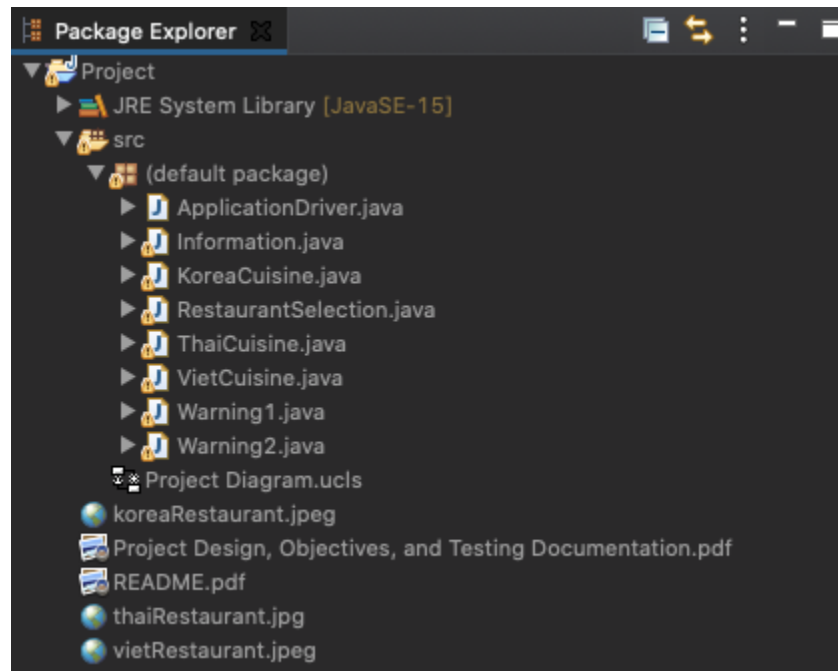 Package Explorer
Project
JRE System Library [JavaSE-15]
src
(default package)
ApplicationDriver.java
Information.java
KoreaCuisine.java
RestaurantSelection.java
ThaiCuisine.java
VietCuisine.java
Warning1.java
Warning2.java
Project Diagram.ucls
koreaRestaurant.jpeg
Project Design, Objectives, and Testing Documentation.pdf
README.pdf
thaiRestaurant.jpg
vietRestaurant.jpeg